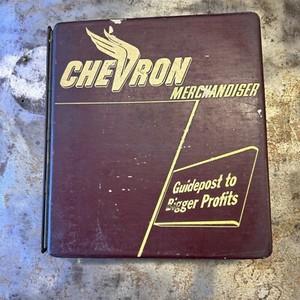 CHEVRON
MERCHANDISER
Guidepost to
Bigger Profits